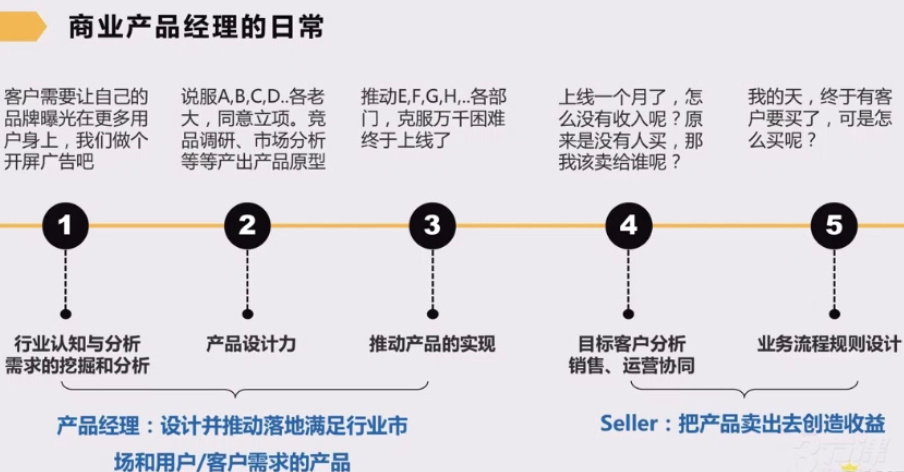 商业产品经理的日常
客户需要让自己的
品牌曝光在更多用
户身上，我们做个
开屏广告吧
说服A,B,C,D..各老
大，同意立项。竞
品调研、市场分析
等等产出产品原型
推动E,F,G,H,..各部
门，克服万千困难
终于上线了
上线一个月了，怎
么没有收入呢？原
来是没有人买，那
我该卖给谁呢？
我的天，终于有客
户要买了，可是怎
么买呢？
1
2
3
4
5
行业认知与分析
需求的挖掘和分析
产品设计力
推动产品的实现
目标客户分析
销售、运营协同
业务流程规则设计
产品经理：设计并推动落地满足行业市
场和用户/客户需求的产品
Seller：把产品卖出去创造收益